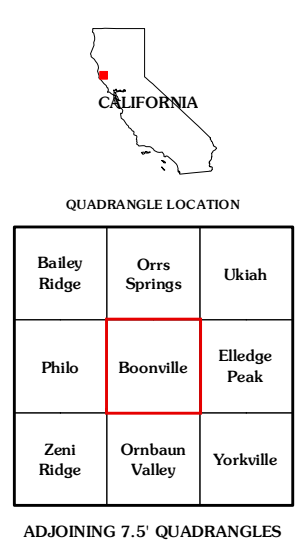 CALIFORNIA
QUADRANGLE LOCATION
Bailey
Ridge
Orrs
Springs
Ukiah
Philo
Boonville
Elledge
Peak
Zeni
Ridge
Ornbaun
Valley
Yorkville
ADJOINING 7.5' QUADRANGLES